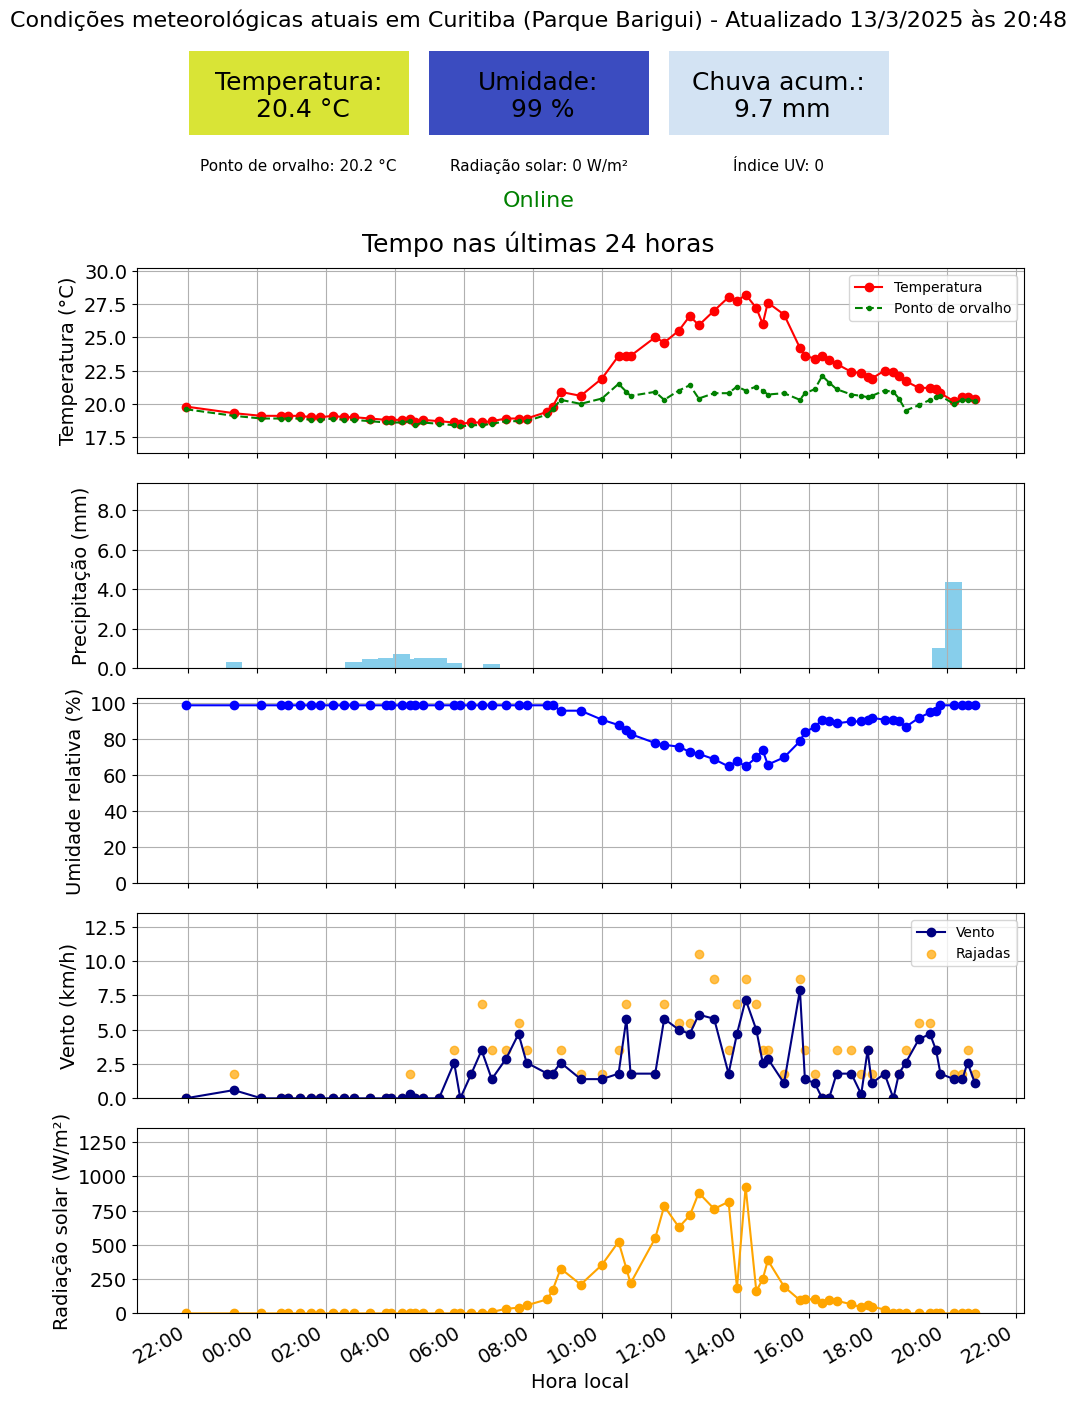 Condições meteorológicas atuais em Curitiba (Parque Barigui) - Atualizado 13/3/2025 às 20:48
Temperatura:
20.4 °C
Umidade:
99 %
Chuva acum.:
9.7 mm
Ponto de orvalho: 20.2 °C
Radiação solar: 0 W/m²
Índice UV: 0
Online
Tempo nas últimas 24 horas
Temperatura (°C)
30.0
27.5
25.0
22.5
20.0
17.5
Temperatura
Ponto de orvalho
Precipitação (mm)
8.0
6.0
4.0
2.0
0.0
Umidade relativa (%)
100
80
60
40
20
0
Vento (km/h)
12.5
10.0
7.5
5.0
2.5
0.0
Vento
Rajadas
Radiação solar (W/m²)
1250
1000
750
500
250
0
22:00
00:00
02:00
04:00
06:00
08:00
10:00
12:00
14:00
16:00
18:00
20:00
22:00
Hora local